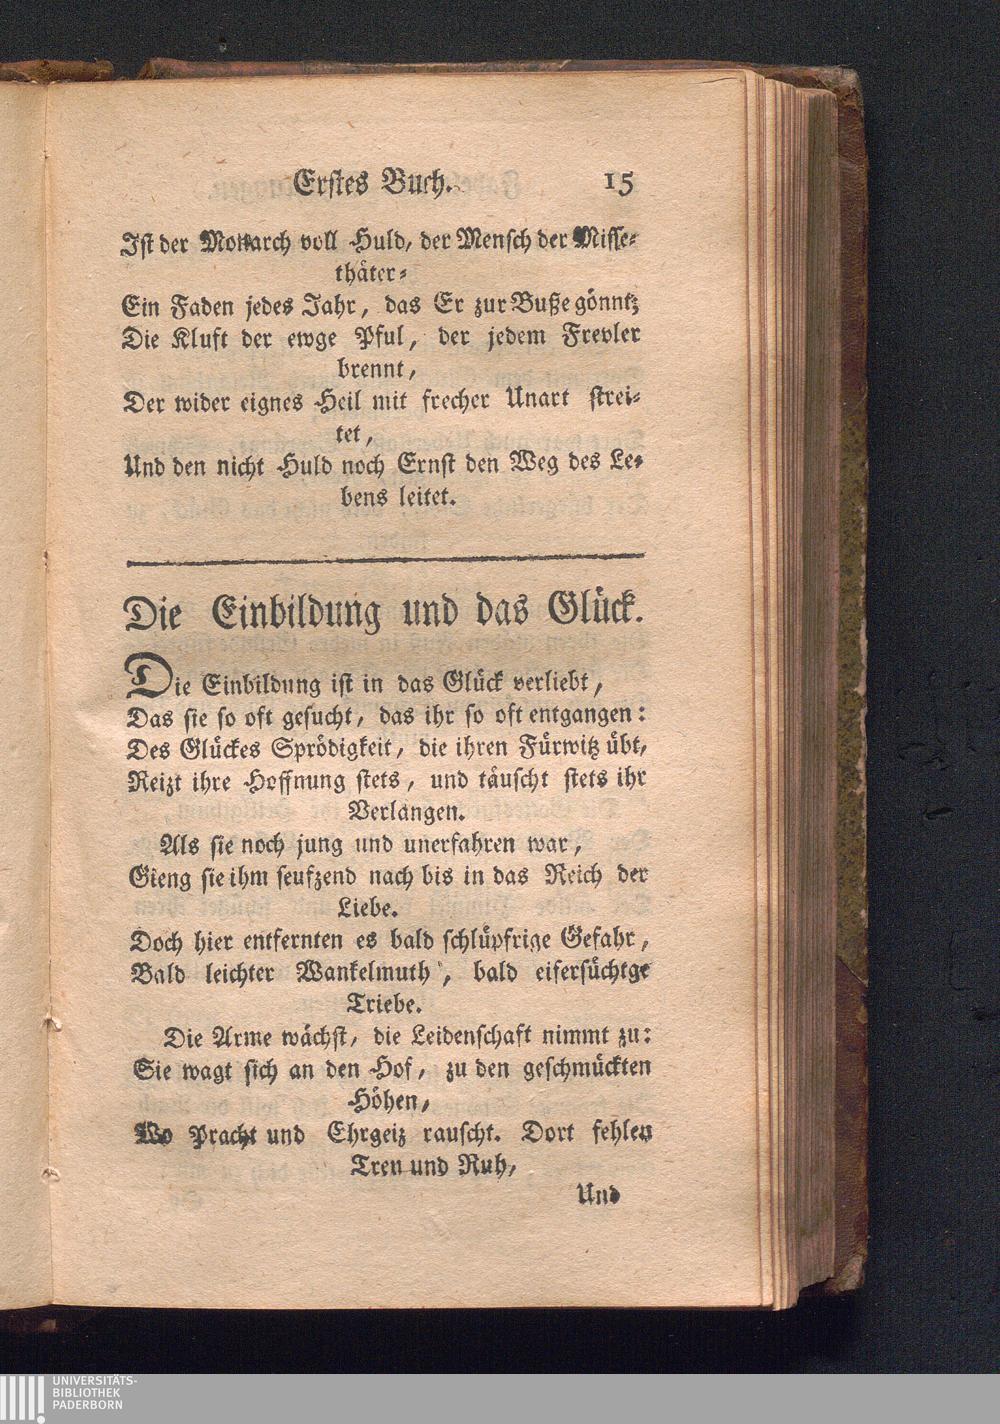 Erstes Buch. 15
Ist der Monarch voll Huld, der Mensch der Misse-
thäter-
Ein Faden jedes Jahr, das Er zur Buße gönnt;
Die Kluft der ewge Pful, der jedem Frevler
brennt,
Der wider eignes Heil mit frecher Unart strei-
tet,
Und den nicht Huld noch Ernst den Weg des Le-
bens leitet.
Die Einbildung und das Glück.
Die Einbildung ist in das Glück verliebt,
Das sie so oft gesucht, das ihr so oft entgangen:
Des Glückes Sprödigkeit, die ihren Fürwitz übt,
Reizt ihre Hoffnung stets, und täuscht stets ihr
Verlangen.
Als sie noch jung und unerfahren war,
Gieng sie ihm seufzend nach bis in das Reich der
Liebe.
Doch hier entfernten es bald schlüpfrige Gefahr,
Bald leichter Wankelmuth, bald eifersüchtge
Triebe.
Die Arme wächst, die Leidenschaft nimmt zu:
Sie wagt sich an den Hof, zu den geschmückten
Höhen,
Wo Pracht und Ehrgeiz rauscht. Dort fehlen
Treu und Ruh,
Und
UNIVERSITÄTS-
BIBLIOTHEK
PADERBORN